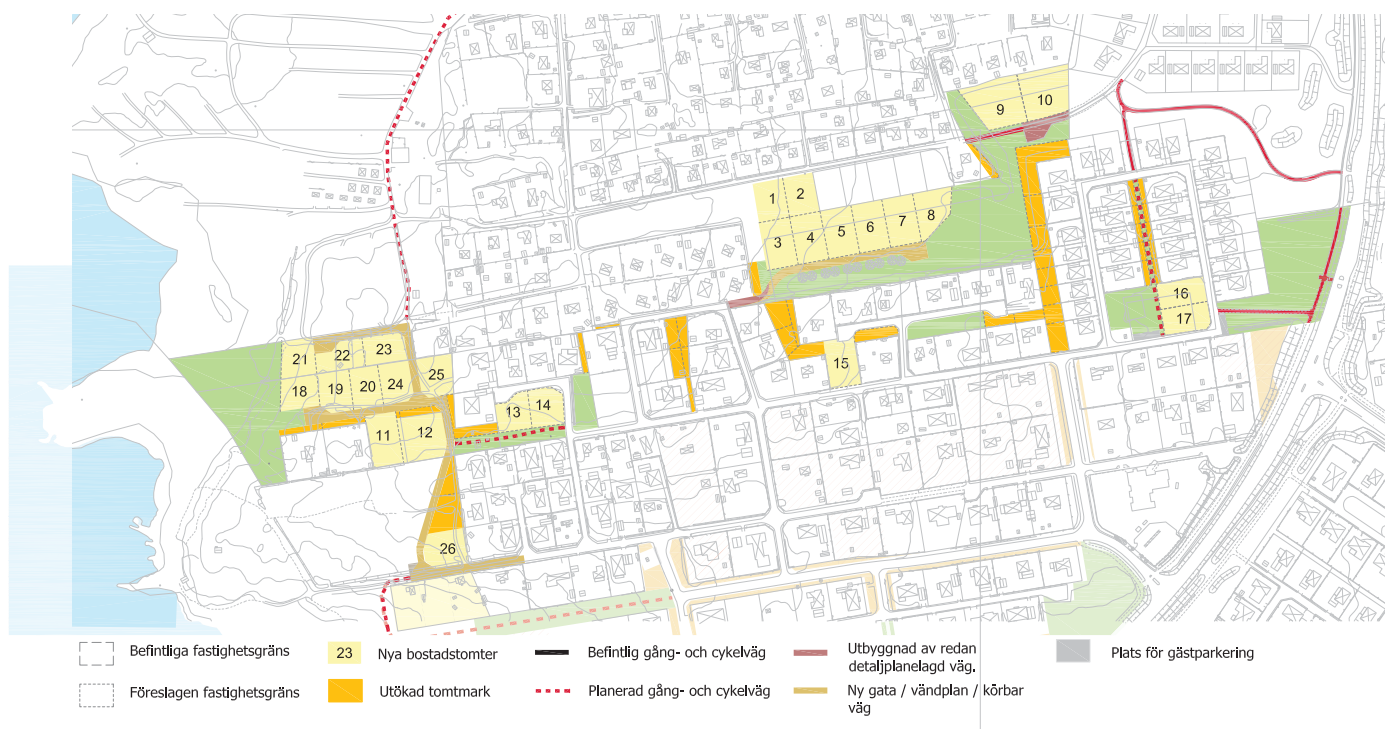 9
10
1
2
3
4
5
6
7
8
16
17
15
21
22
23
25
18
19
20
24
13
14
11
12
26
Befintliga fastighetsgräns
Föreslagen fastighetsgräns
23
Nya bostadstomter
Utökad tomtmark
Befintlig gång- och cykelväg
Planerad gång- och cykelväg
Utbyggnad av redan
detaljplanelagd väg.
Ny gata / vändplan / körbar
väg
Plats för gästparkering